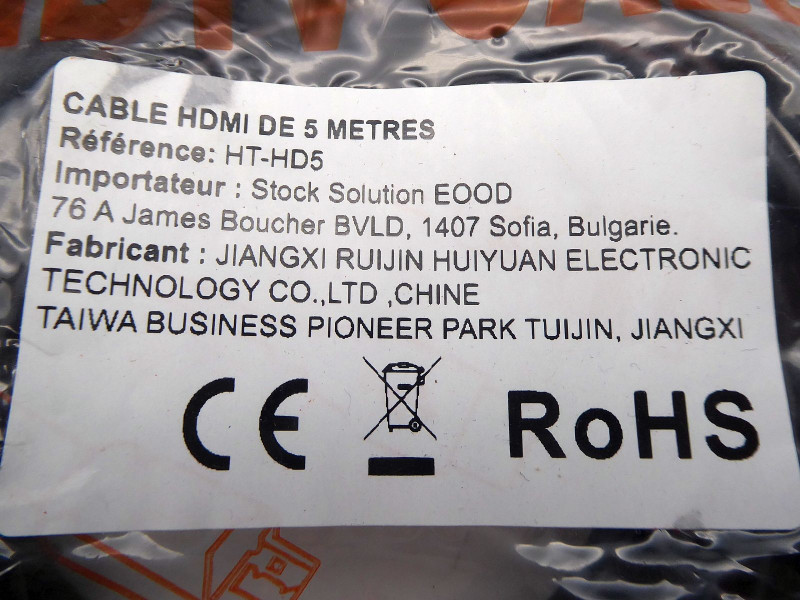 CABLE HDMI DE 5 METRES
Référence: HT-HD5
Importateur : Stock Solution EOOD
76 A James Boucher BVLD, 1407 Sofia, Bulgarie.
Fabricant : JIANGXI RUIJIN HUIYUAN ELECTRONIC
TECHNOLOGY CO.,LTD ,CHINE
TAIWA BUSINESS PIONEER PARK TUIJIN, JIANGXI
CE RoHS